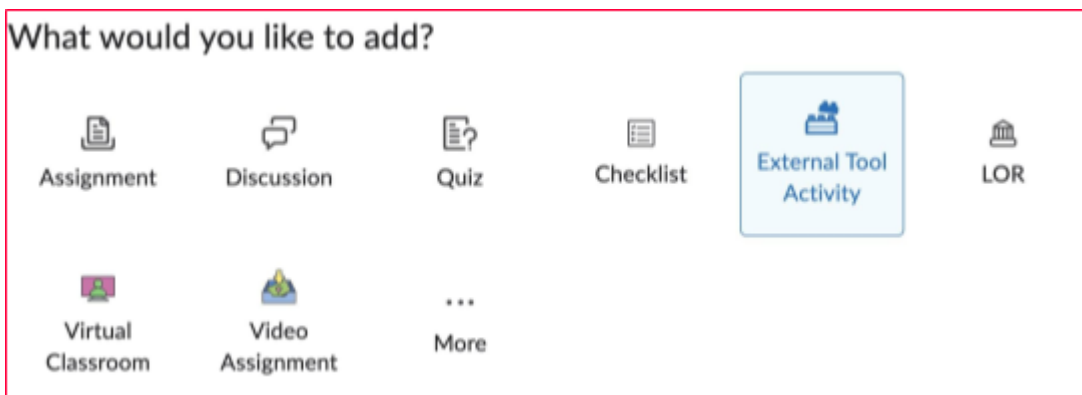 What would you like to add?
Assignment
Discussion
Quiz
Checklist
External Tool
Activity
LOR
Virtual
Classroom
Video
Assignment
More